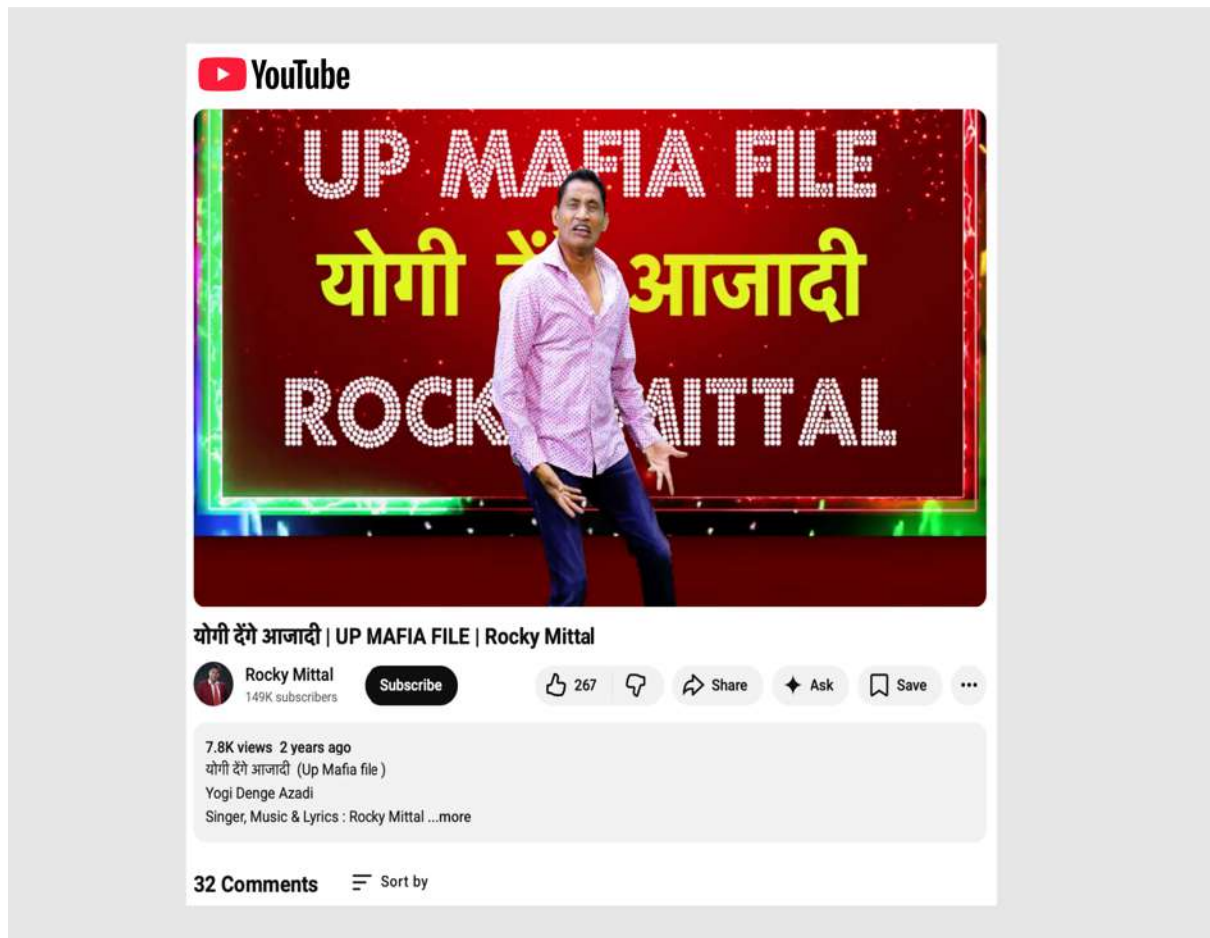 YouTube
UP MAFIA FILE
योगी दें आजादी
ROCK MITTAL
योगी देंगे आजादी | UP MAFIA FILE | Rocky Mittal
Rocky Mittal
149K subscribers
Subscribe
267
Share
Ask
Save
7.8K views 2 years ago
योगी देंगे आजादी (Up Mafia file )
Yogi Denge Azadi
Singer, Music & Lyrics : Rocky Mittal ...more
32 Comments
Sort by